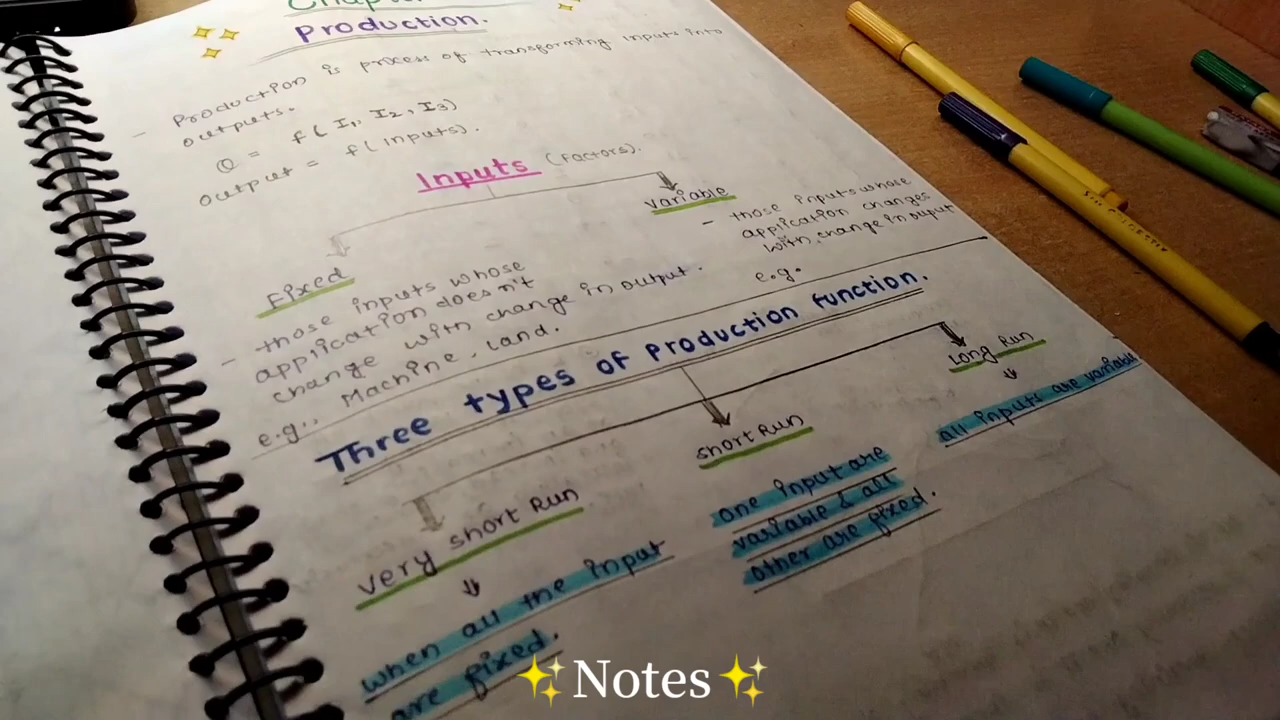 Chapter
Production.
- Production is process of transforming inputs into
outputs.
Q = f(I1, I2, I3)
output = f(inputs).
Inputs (Factors).
Fixed
- those inputs whose
application doesn't
change with change in output.
e.g., Machine, land.
variable
- those inputs whose
application changes
with change in ouput
e.g.
Three types of Production function.
very short Run
⇓
when all the input
are fixed.
short Run
one input are
variable & all
other are fixed.
Long Run
⇓
all inputs are variable
✨Notes✨